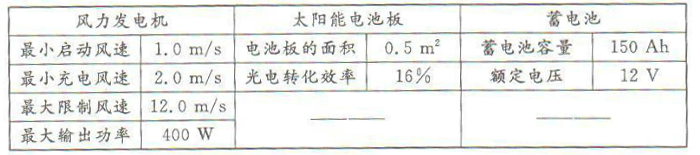 风力发电机 太阳能电池板 蓄电池
最小启动风速 1.0 m/s 电池板的面积 0.5 m² 蓄电池容量 150 Ah
最小充电风速 2.0 m/s 光电转化效率 16% 额定电压 12 V
最大限制风速 12.0 m/s
最大输出功率 400 W